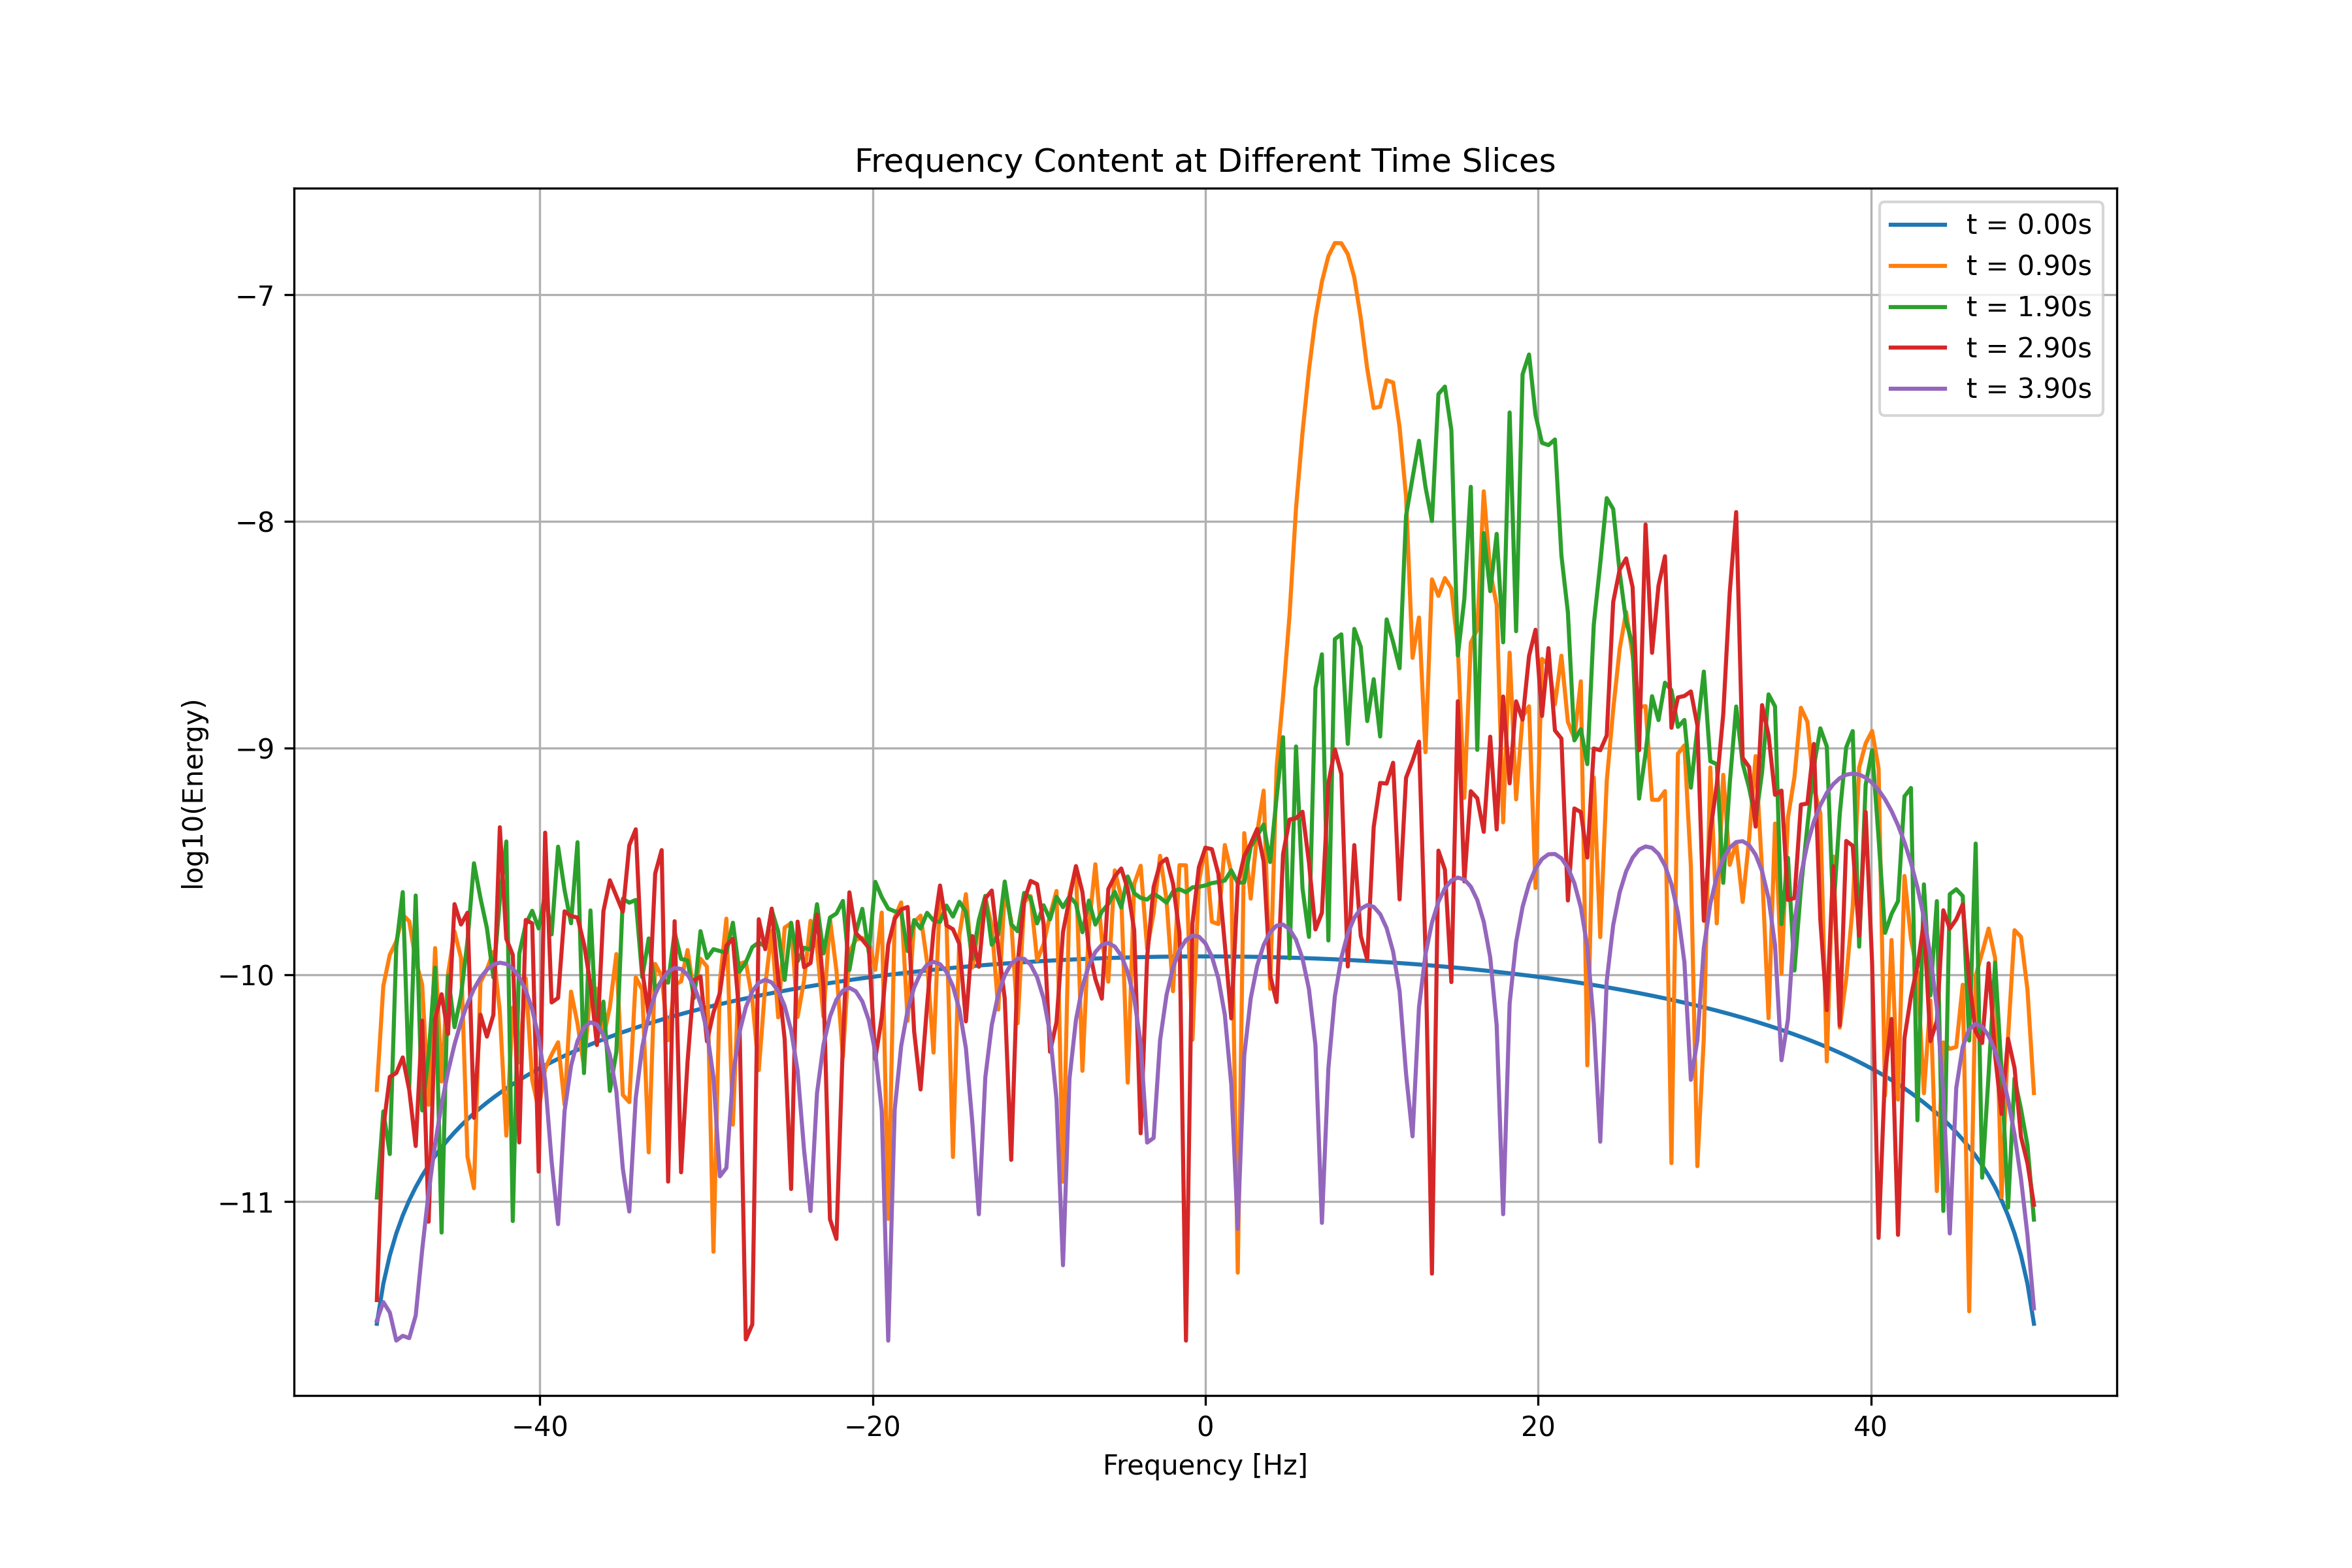 Frequency Content at Different Time Slices
t = 0.00s
t = 0.90s
t = 1.90s
t = 2.90s
t = 3.90s
log10(Energy)
−7
−8
−9
−10
−11
−40 −20 0 20 40
Frequency [Hz]